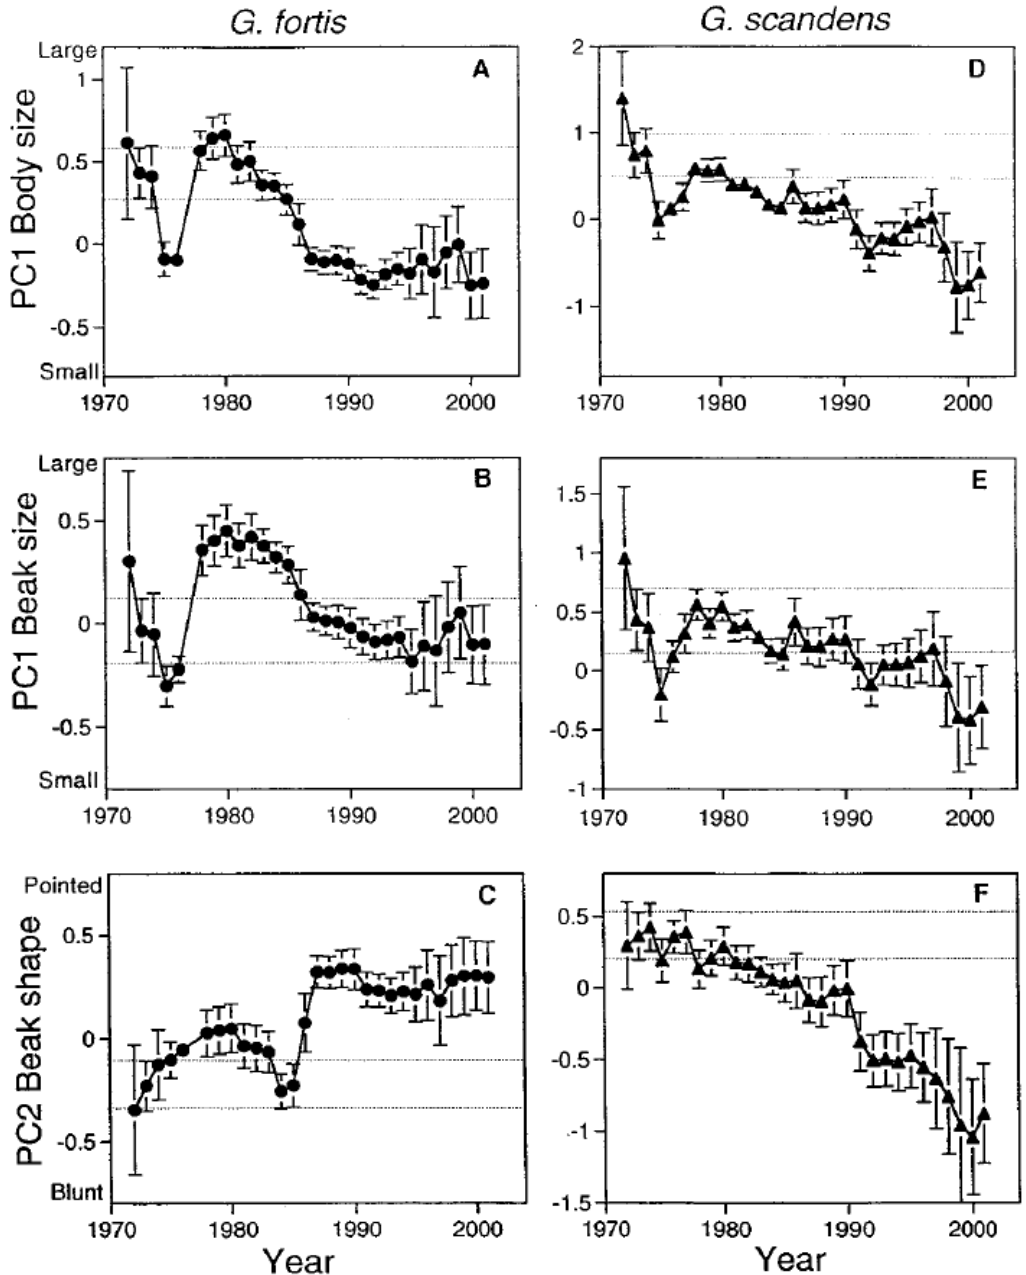 G. fortis
G. scandens
PC1 Body size
Large
1
0.5
0
-0.5
Small
A
1970
1980
1990
2000
2
1
0
-1
D
1970
1980
1990
2000
PC1 Beak size
Large
0.5
0
-0.5
Small
B
1970
1980
1990
2000
1.5
1
0.5
0
-0.5
-1
E
1970
1980
1990
2000
PC2 Beak shape
Pointed
0.5
0
-0.5
Blunt
C
1970
1980
1990
2000
Year
0.5
0
-0.5
-1
-1.5
F
1970
1980
1990
2000
Year